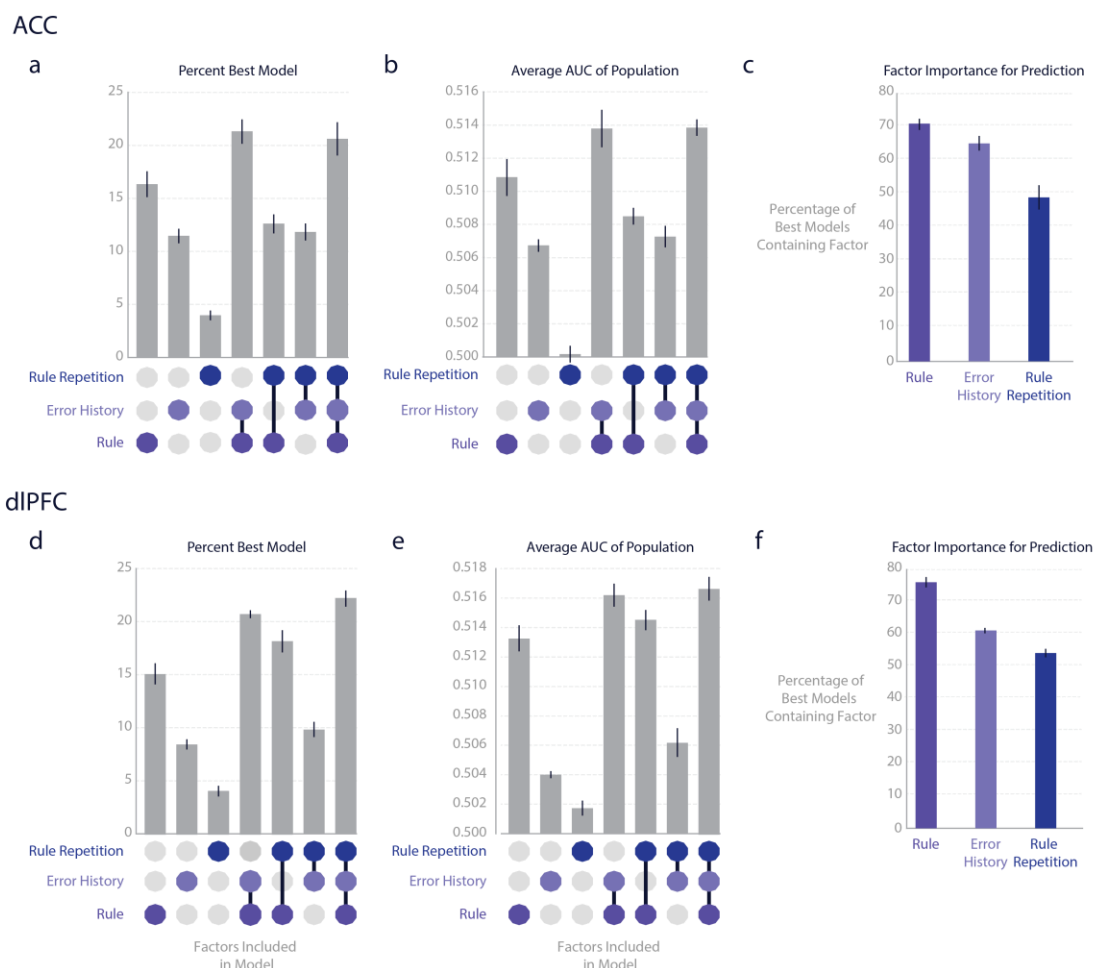 ACC
a
Percent Best Model
25
20
15
10
5
0
Rule Repetition
Error History
Rule
b
Average AUC of Population
0.516
0.514
0.512
0.510
0.508
0.506
0.504
0.502
0.500
Rule Repetition
Error History
Rule
c
Factor Importance for Prediction
Percentage of
Best Models
Containing Factor
80
70
60
50
40
30
20
10
0
Rule
Error
History
Rule
Repetition
dlPFC
d
Percent Best Model
25
20
15
10
5
0
Rule Repetition
Error History
Rule
Factors Included
in Model
e
Average AUC of Population
0.518
0.516
0.514
0.512
0.510
0.508
0.506
0.504
0.502
0.500
Rule Repetition
Error History
Rule
Factors Included
in Model
f
Factor Importance for Prediction
Percentage of
Best Models
Containing Factor
80
70
60
50
40
30
20
10
0
Rule
Error
History
Rule
Repetition